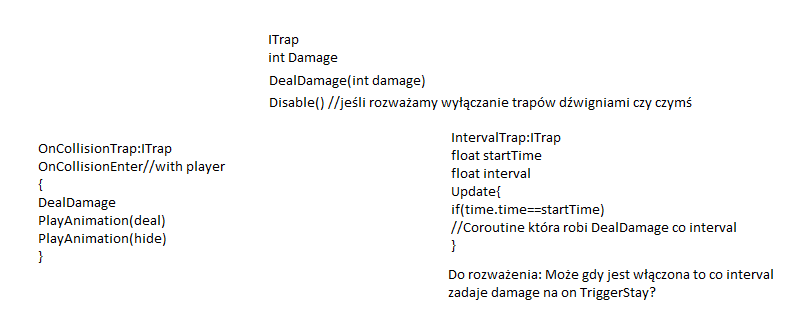 ITrap
int Damage
DealDamage(int damage)
Disable() //jeśli rozważamy wyłączanie trapów dźwigniami czy czymś
OnCollisionTrap:ITrap
OnCollisionEnter//with player
{
DealDamage
PlayAnimation(deal)
PlayAnimation(hide)
}
IntervalTrap:ITrap
float startTime
float interval
Update{
if(time.time==startTime)
//Coroutine która robi DealDamage co interval
}
Do rozważenia: Może gdy jest włączona to co interval
zadaje damage na on TriggerStay?